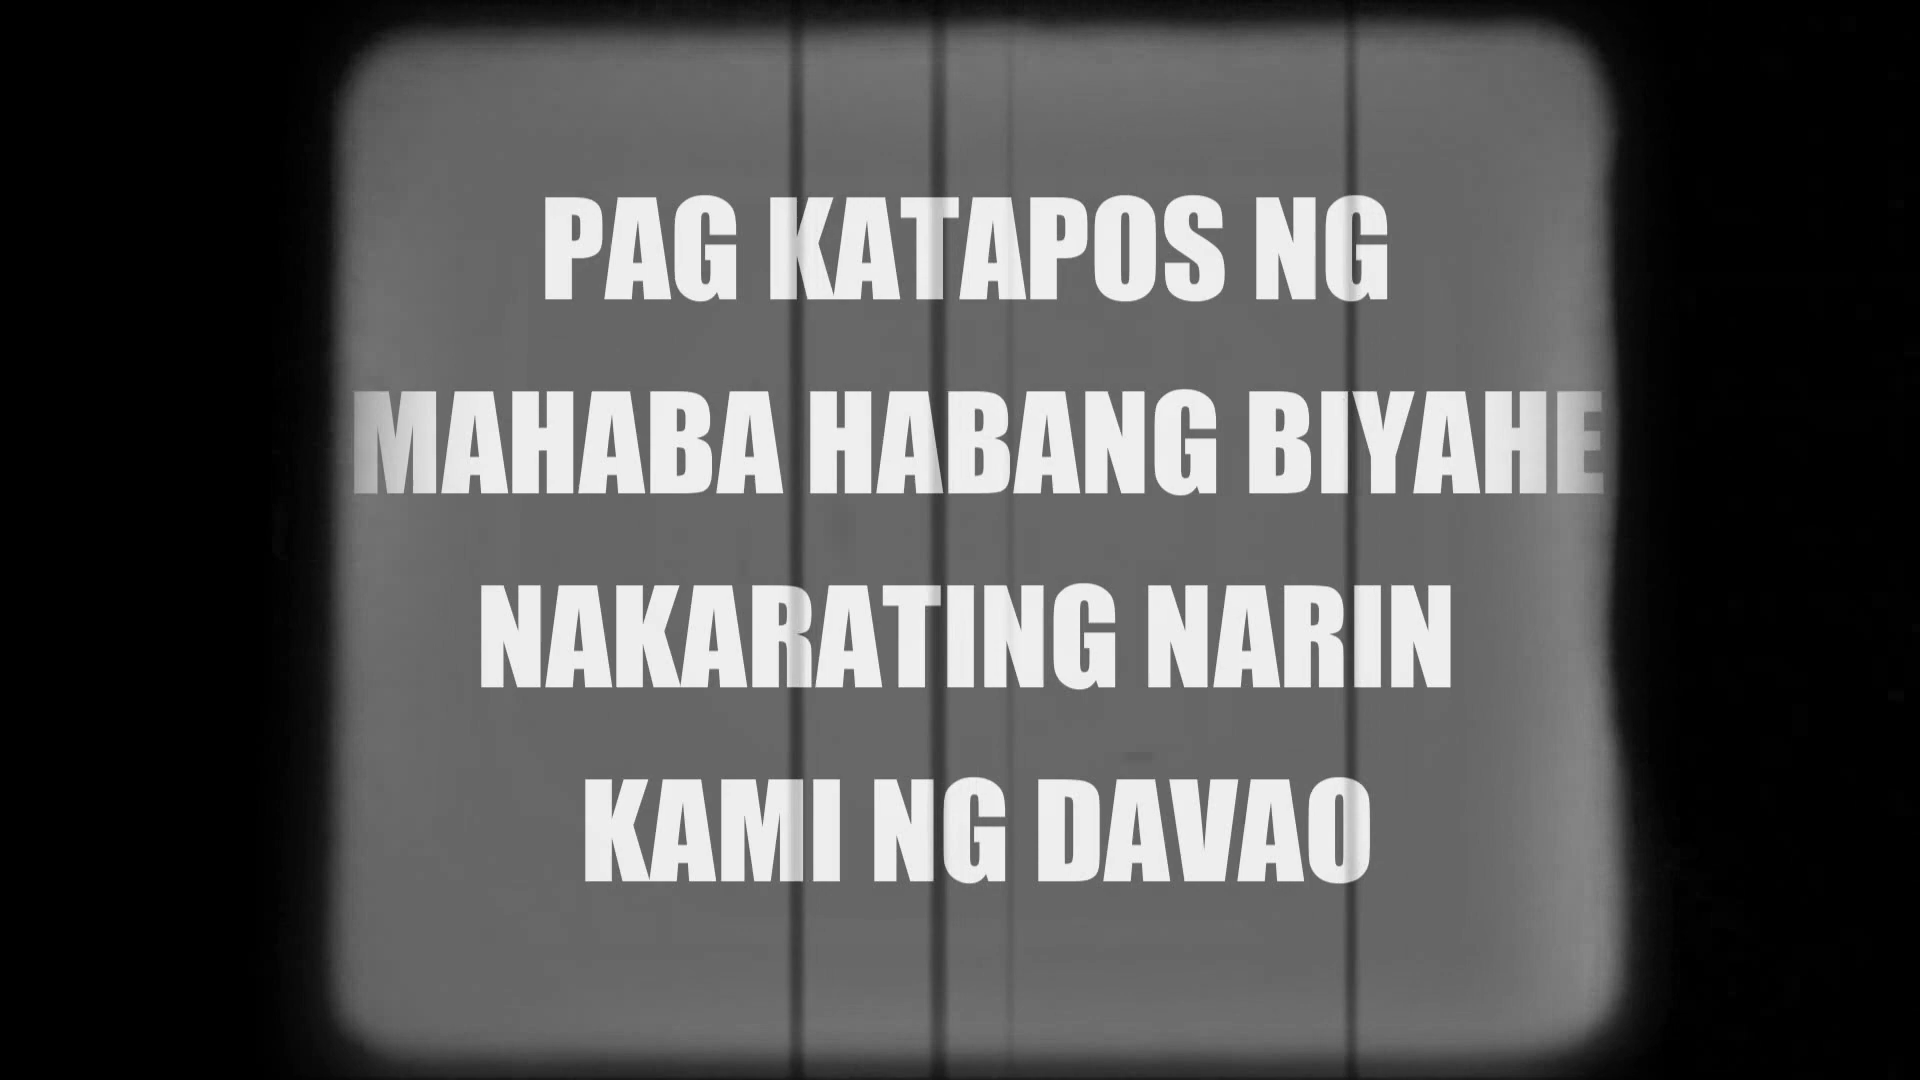 PAG KATAPOS NG
MAHABA HABANG BIYAHE
NAKARATING NARIN
KAMI NG DAVAO